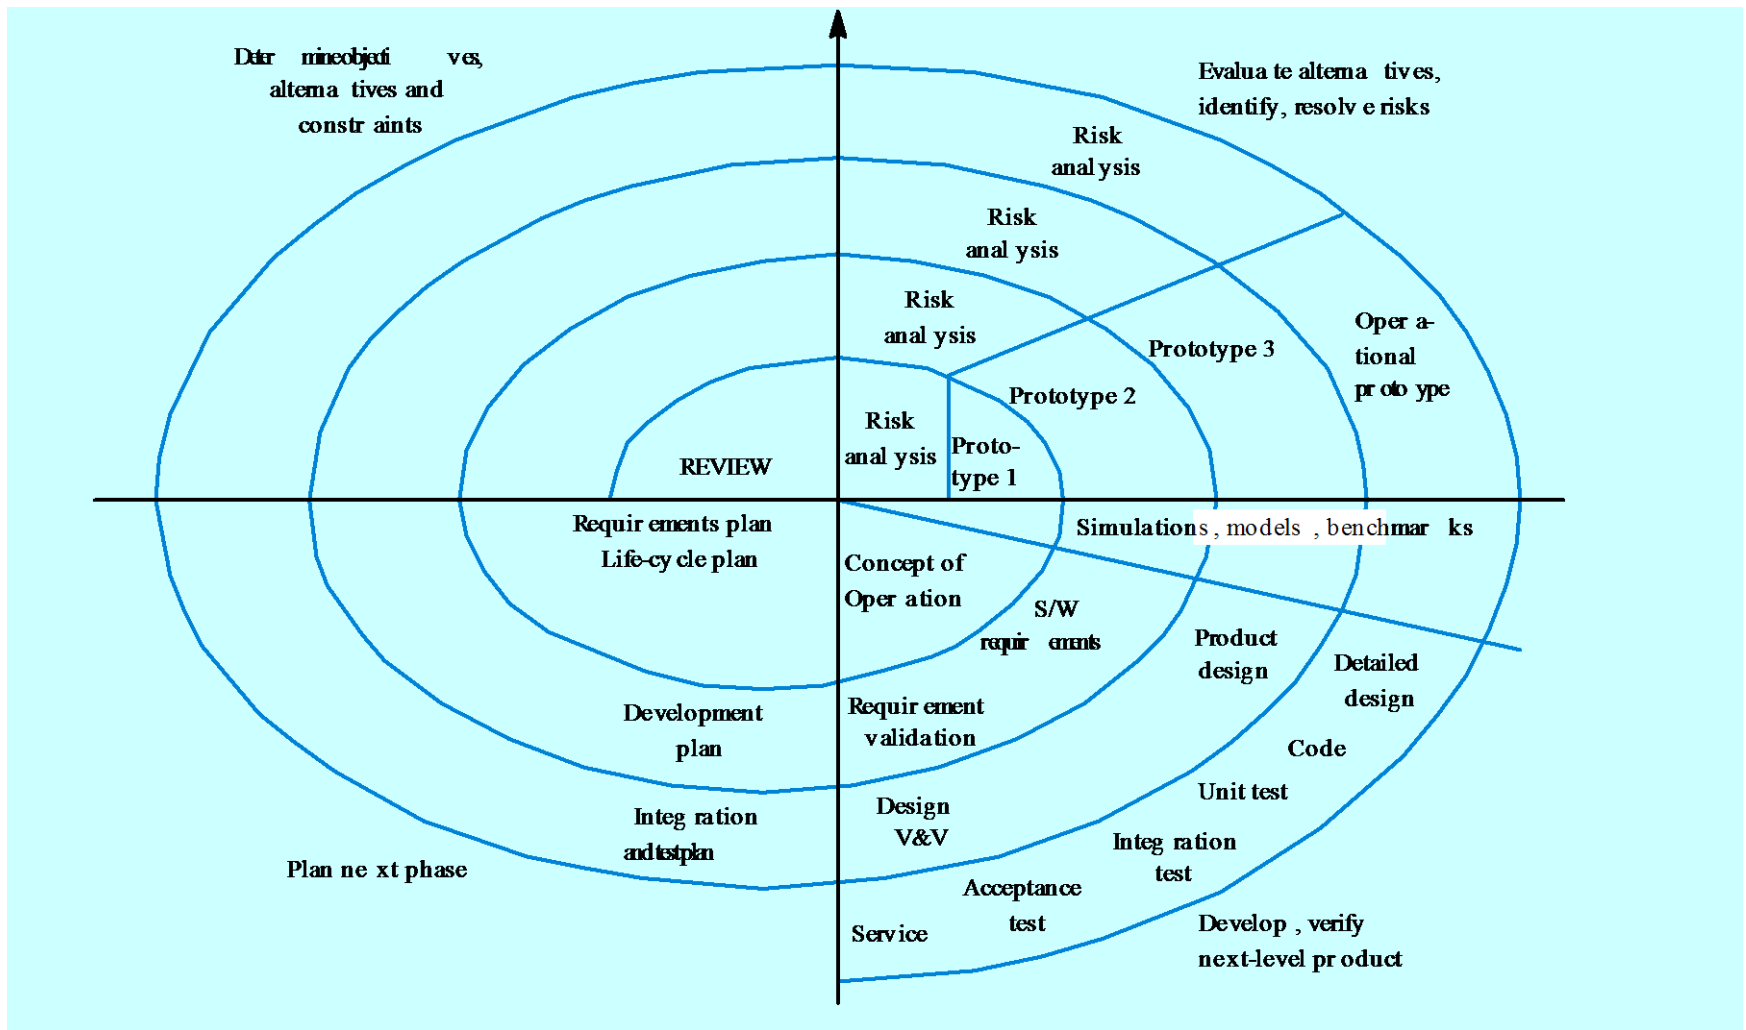 Determine objectives,
alternatives and
constraints
Evaluate alternatives,
identify, resolve risks
Risk
analysis
Risk
analysis
Risk
analysis
Risk
analysis
Opera-
tional
prototype
Prototype 3
Prototype 2
Proto-
type 1
REVIEW
Requirements plan
Life-cycle plan
Simulations, models, benchmarks
Concept of
Operation
S/W
requirements
Product
design
Detailed
design
Development
plan
Requirement
validation
Code
Unit test
Integration
and test plan
Design
V&V
Integration
test
Plan next phase
Acceptance
test
Service
Develop, verify
next-level product